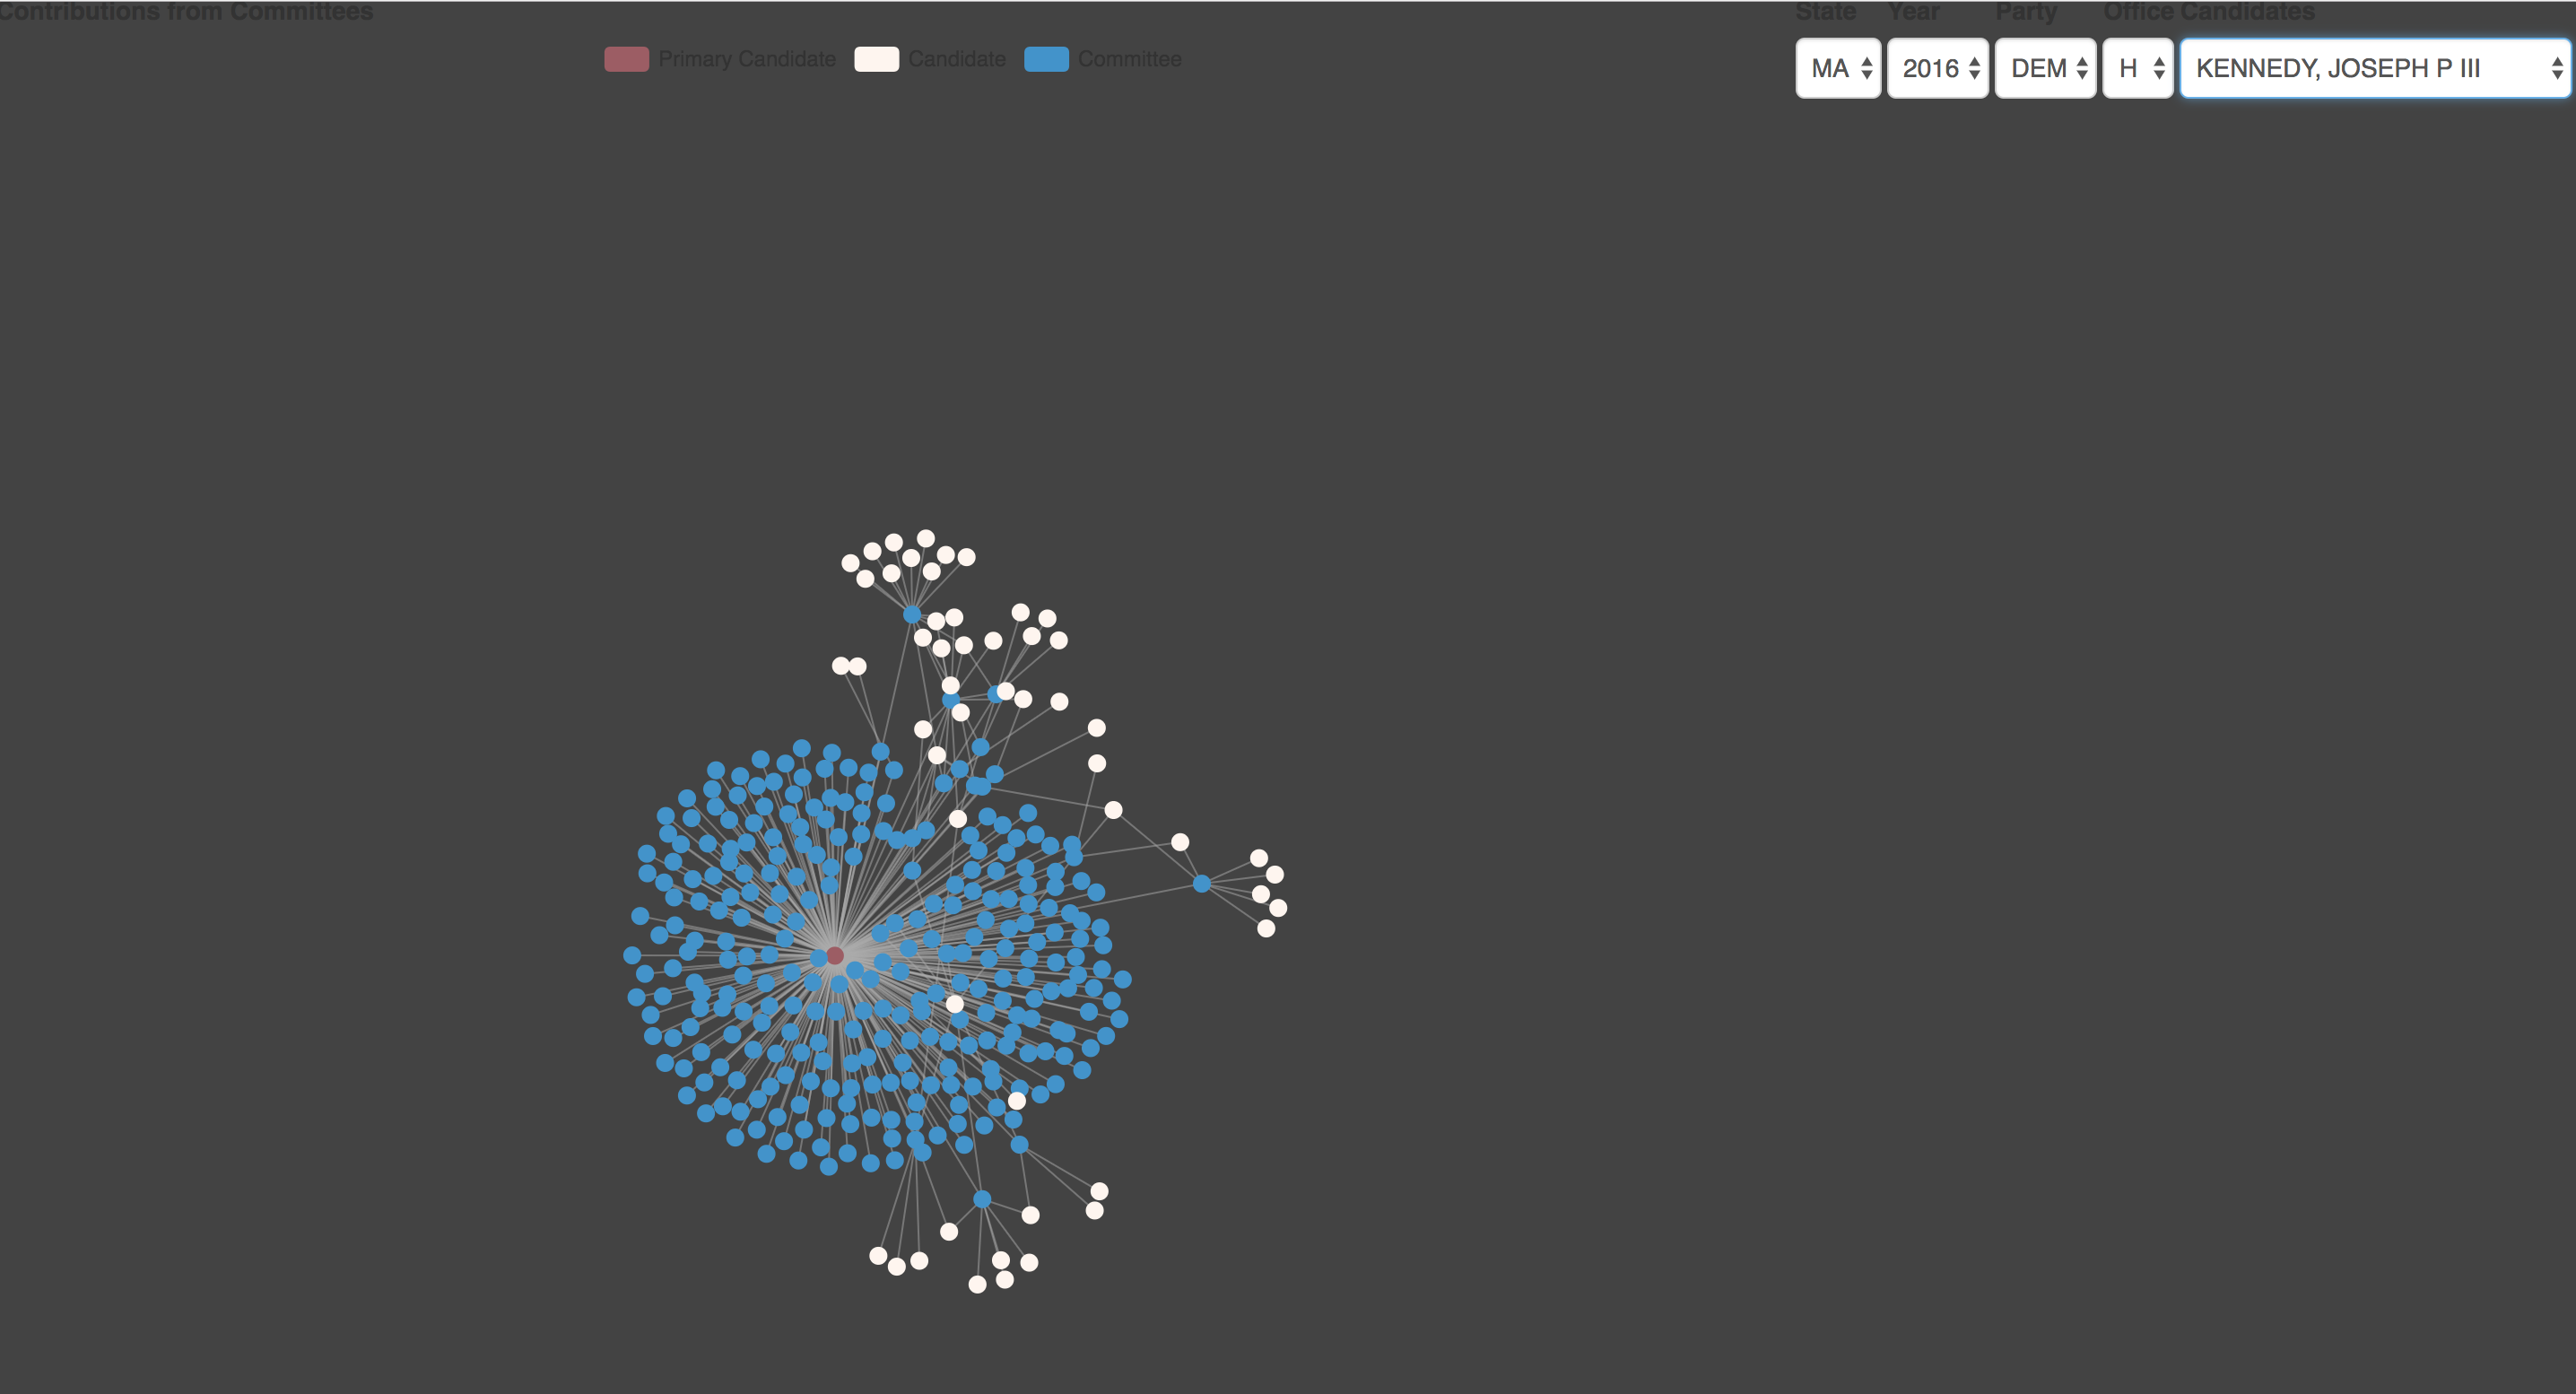 Contributions from Committees
State Year Party Office Candidates
Primary Candidate Candidate Committee
MA 2016 DEM H KENNEDY, JOSEPH P III